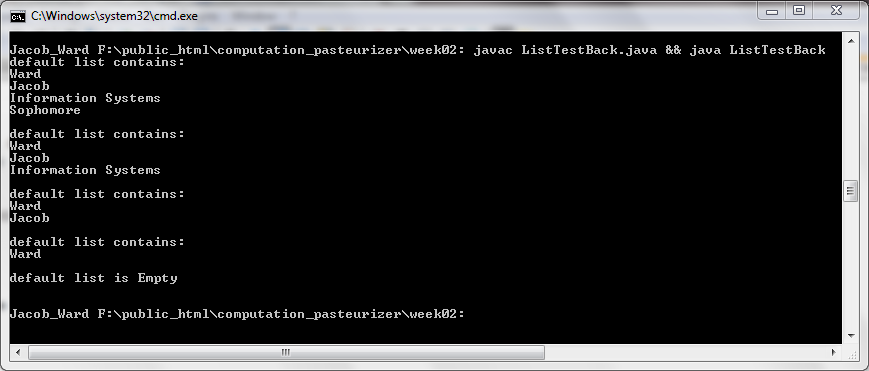 C:\Windows\system32\cmd.exe
Jacob_Ward F:\public_html\computation_pasteurizer\week02: javac ListTestBack.java && java ListTestBack
default list contains:
Ward
Jacob
Information Systems
Sophomore
default list contains:
Ward
Jacob
Information Systems
default list contains:
Ward
Jacob
default list contains:
Ward
default list is Empty
Jacob_Ward F:\public_html\computation_pasteurizer\week02: